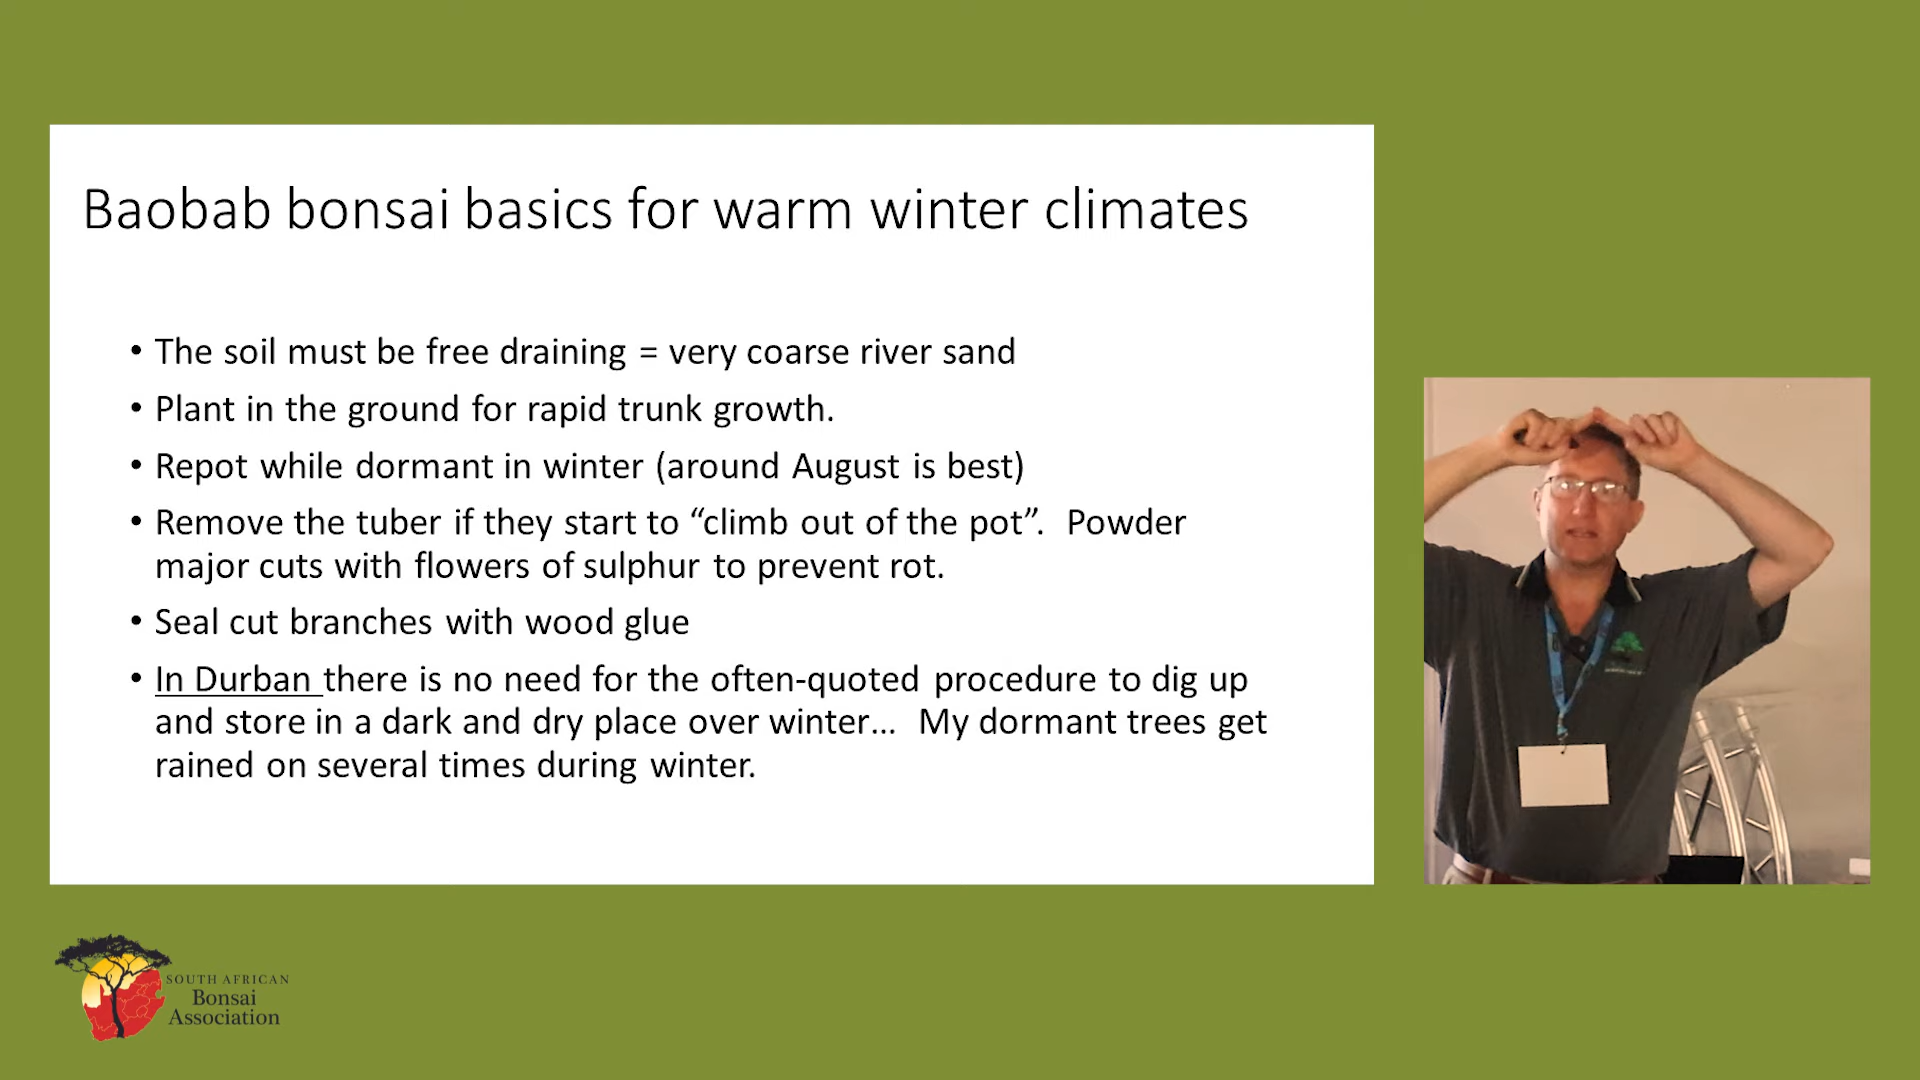 Baobab bonsai basics for warm winter climates
• The soil must be free draining = very coarse river sand
• Plant in the ground for rapid trunk growth.
• Repot while dormant in winter (around August is best)
• Remove the tuber if they start to “climb out of the pot”.  Powder
major cuts with flowers of sulphur to prevent rot.
• Seal cut branches with wood glue
• In Durban there is no need for the often-quoted procedure to dig up
and store in a dark and dry place over winter...  My dormant trees get
rained on several times during winter.
SOUTH AFRICAN
Bonsai
Association